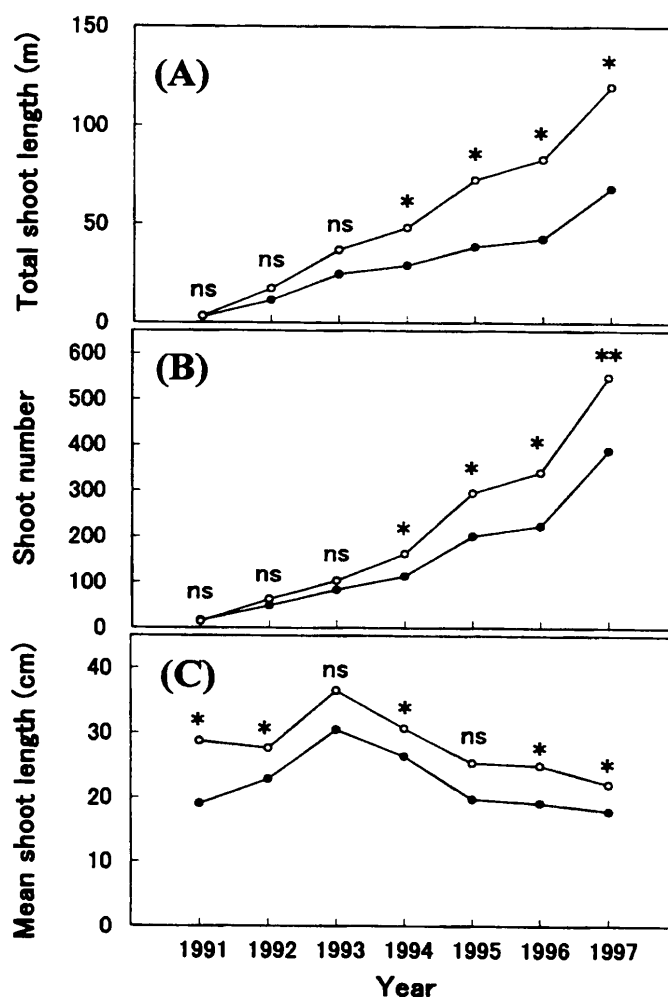 150
100
50
0
Total shoot length (m)
(A)
ns
ns
ns
*
*
*
*
600
500
400
300
200
100
0
Shoot number
(B)
ns
ns
ns
*
*
*
**
40
30
20
10
0
Mean shoot length (cm)
(C)
*
*
ns
*
ns
*
*
1991 1992 1993 1994 1995 1996 1997
Year